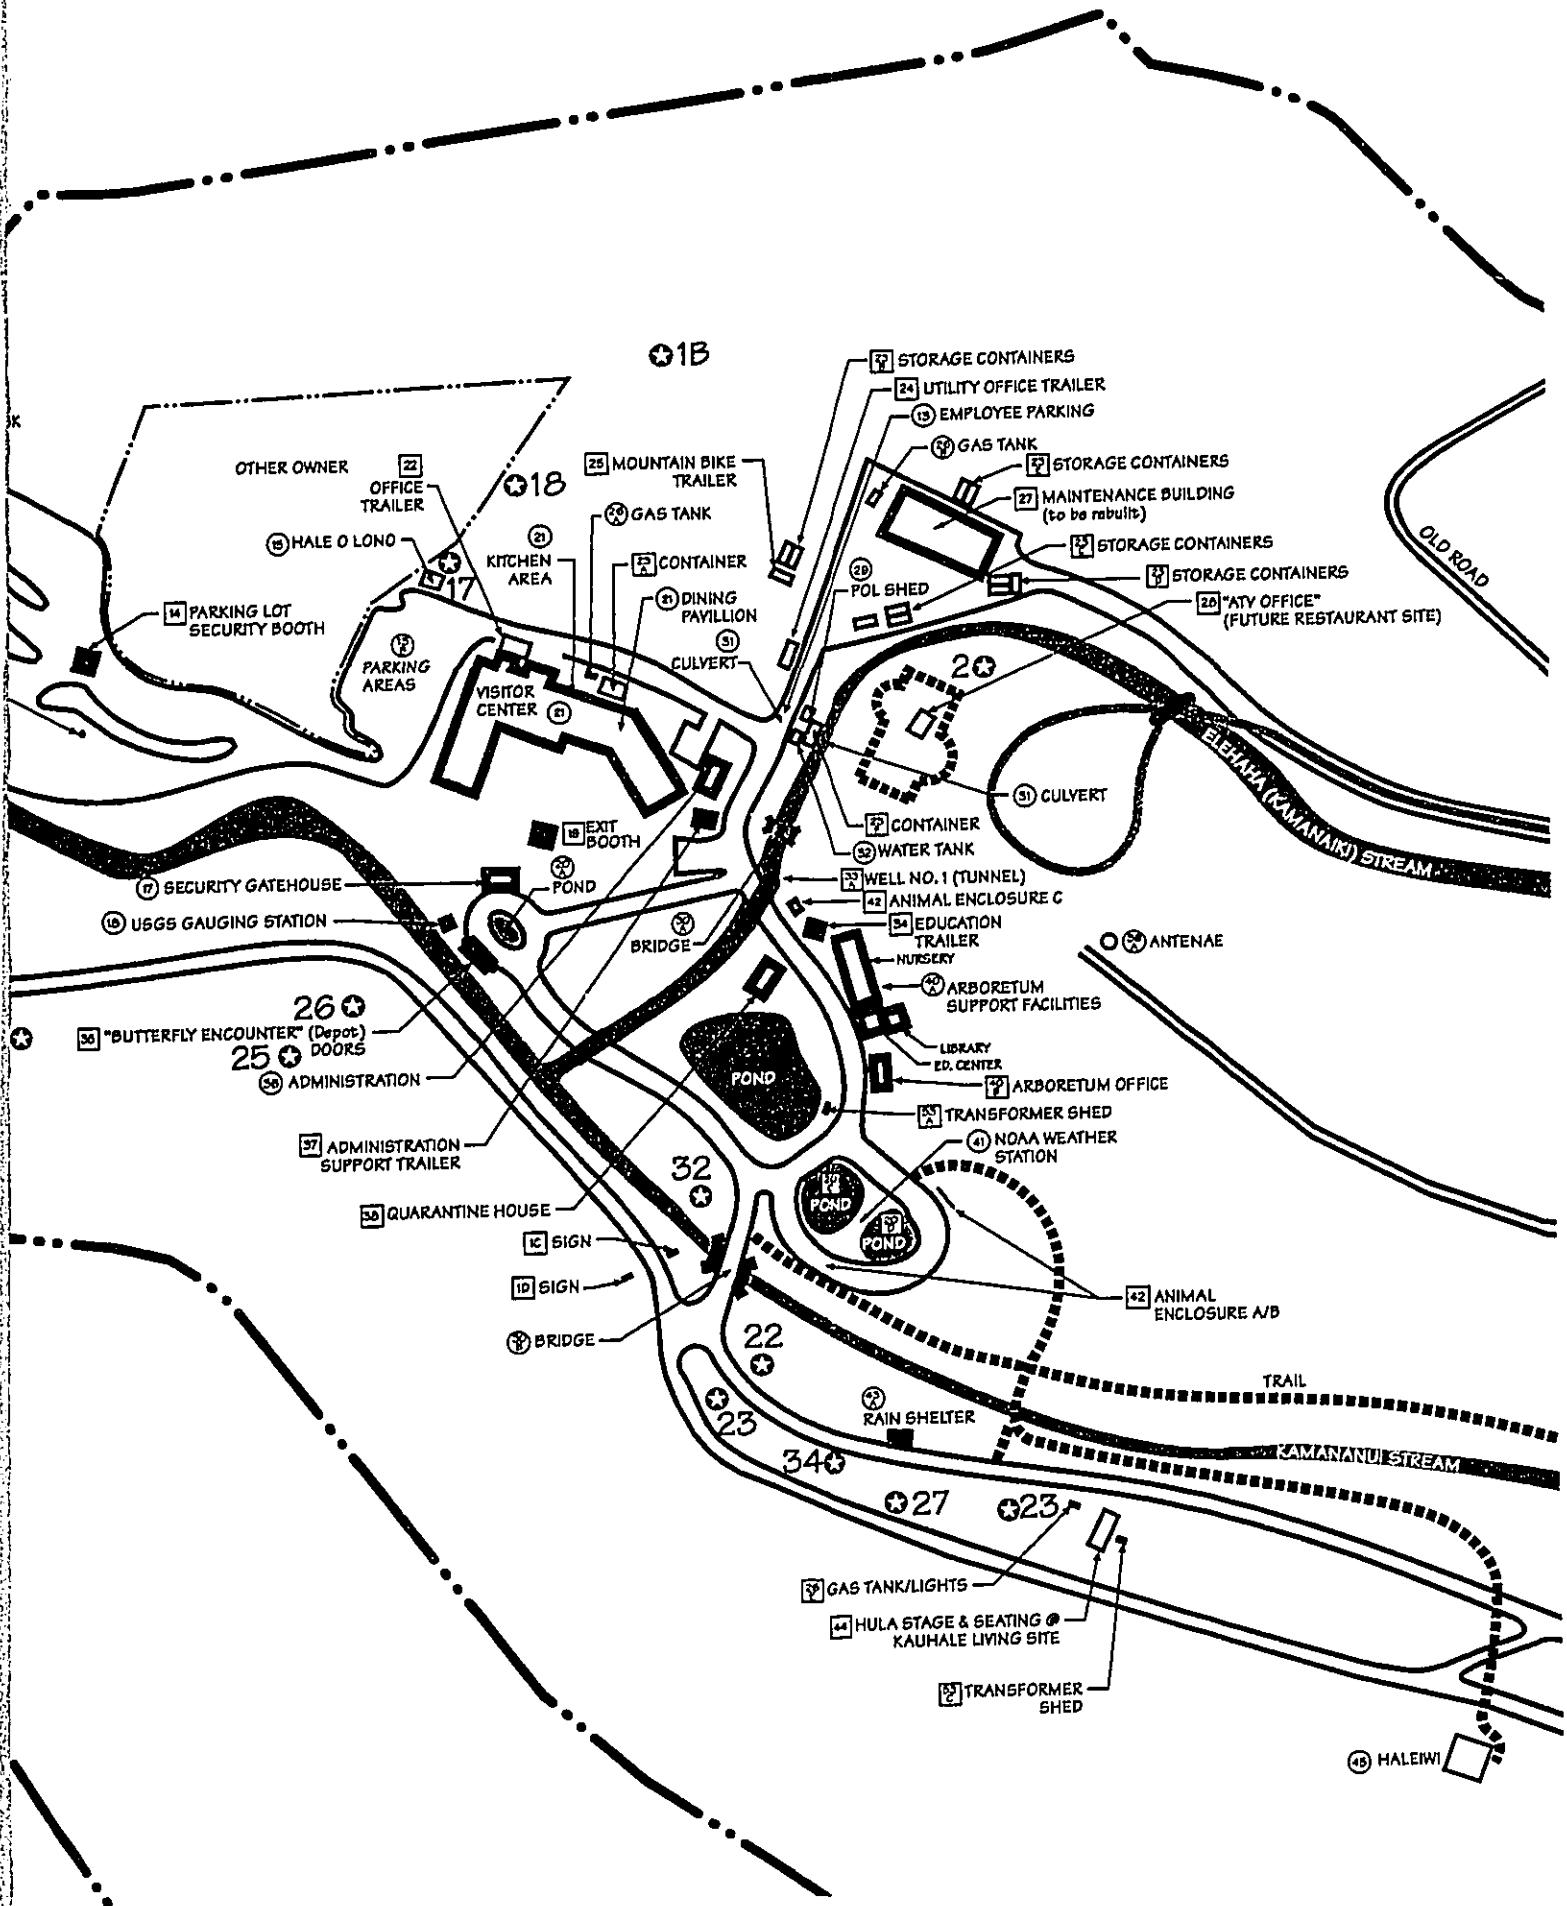 1B
STORAGE CONTAINERS
24 UTILITY OFFICE TRAILER
13 EMPLOYEE PARKING
GAS TANK
STORAGE CONTAINERS
27 MAINTENANCE BUILDING
(to be rebuilt)
STORAGE CONTAINERS
STORAGE CONTAINERS
28 "ATV OFFICE"
(FUTURE RESTAURANT SITE)
OLD ROAD
K
OTHER OWNER
22
OFFICE
TRAILER
18
25 MOUNTAIN BIKE
TRAILER
GAS TANK
15 HALE O LONO
17
21
KITCHEN
AREA
CONTAINER
21 DINING
PAVILLION
29
POL SHED
31
CULVERT
14 PARKING LOT
SECURITY BOOTH
PARKING
AREAS
VISITOR
CENTER 21
2
ELEHAHA (KAMANAIKI) STREAM
31 CULVERT
CONTAINER
32 WATER TANK
EXIT
BOOTH
POND
17 SECURITY GATEHOUSE
USGS GAUGING STATION
WELL NO. 1 (TUNNEL)
42 ANIMAL ENCLOSURE C
34 EDUCATION
TRAILER
NURSERY
BRIDGE
ANTENAE
ARBORETUM
SUPPORT FACILITIES
26
"BUTTERFLY ENCOUNTER" (Depot)
DOORS
25
ADMINISTRATION
LIBRARY
ED. CENTER
POND
ARBORETUM OFFICE
TRANSFORMER SHED
41 NOAA WEATHER
STATION
37 ADMINISTRATION
SUPPORT TRAILER
32
POND
POND
QUARANTINE HOUSE
1C SIGN
1D SIGN
42 ANIMAL
ENCLOSURE A/B
BRIDGE
22
TRAIL
23
RAIN SHELTER
34
KAMANANUI STREAM
27
23
GAS TANK/LIGHTS
44 HULA STAGE & SEATING @
KAUHALE LIVING SITE
TRANSFORMER
SHED
45 HALEIWI